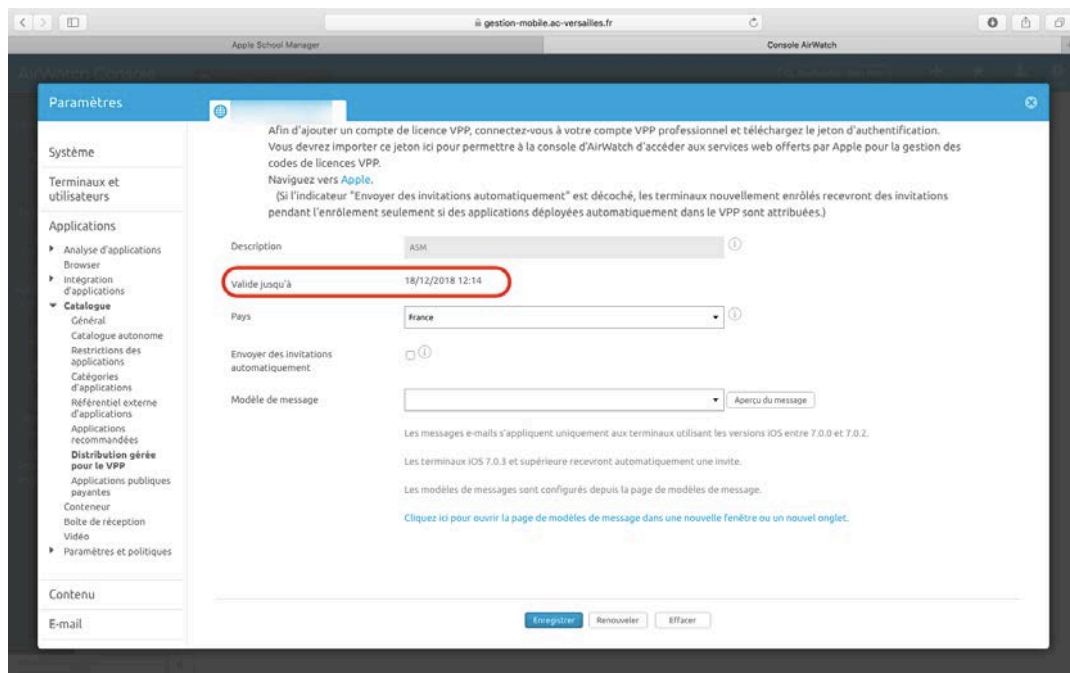 gestion-mobile.ac-versailles.fr
Apple School Manager
Console AirWatch
AirWatch Console
Paramètres
Afin d'ajouter un compte de licence VPP, connectez-vous à votre compte VPP professionnel et téléchargez le jeton d'authentification.
Vous devrez importer ce jeton ici pour permettre à la console d'AirWatch d'accéder aux services web offerts par Apple pour la gestion des
codes de licences VPP.
Naviguez vers Apple.
(Si l'indicateur "Envoyer des invitations automatiquement" est décoché, les terminaux nouvellement enrôlés recevront des invitations
pendant l'enrôlement seulement si des applications déployées automatiquement dans le VPP sont attribuées.)
Système
Terminaux et
utilisateurs
Applications
Analyse d'applications
Browser
Intégration
d'applications
Catalogue
Général
Catalogue autonome
Restrictions des
applications
Catégories
d'applications
Référentiel externe
d'applications
Applications
recommandées
Distribution gérée
pour le VPP
Applications publiques
payantes
Conteneur
Boîte de réception
Vidéo
Paramètres et politiques
Contenu
E-mail
Description
ASM
Valide jusqu'à
18/12/2018 12:14
Pays
France
Envoyer des invitations
automatiquement
Modèle de message
Aperçu du message
Les messages e-mails s'appliquent uniquement aux terminaux utilisant les versions iOS entre 7.0.0 et 7.0.2.
Les terminaux iOS 7.0.3 et supérieure recevront automatiquement une invite.
Les modèles de messages sont configurés depuis la page de modèles de message.
Cliquez ici pour ouvrir la page de modèles de message dans une nouvelle fenêtre ou un nouvel onglet.
Enregistrer
Renouveler
Effacer